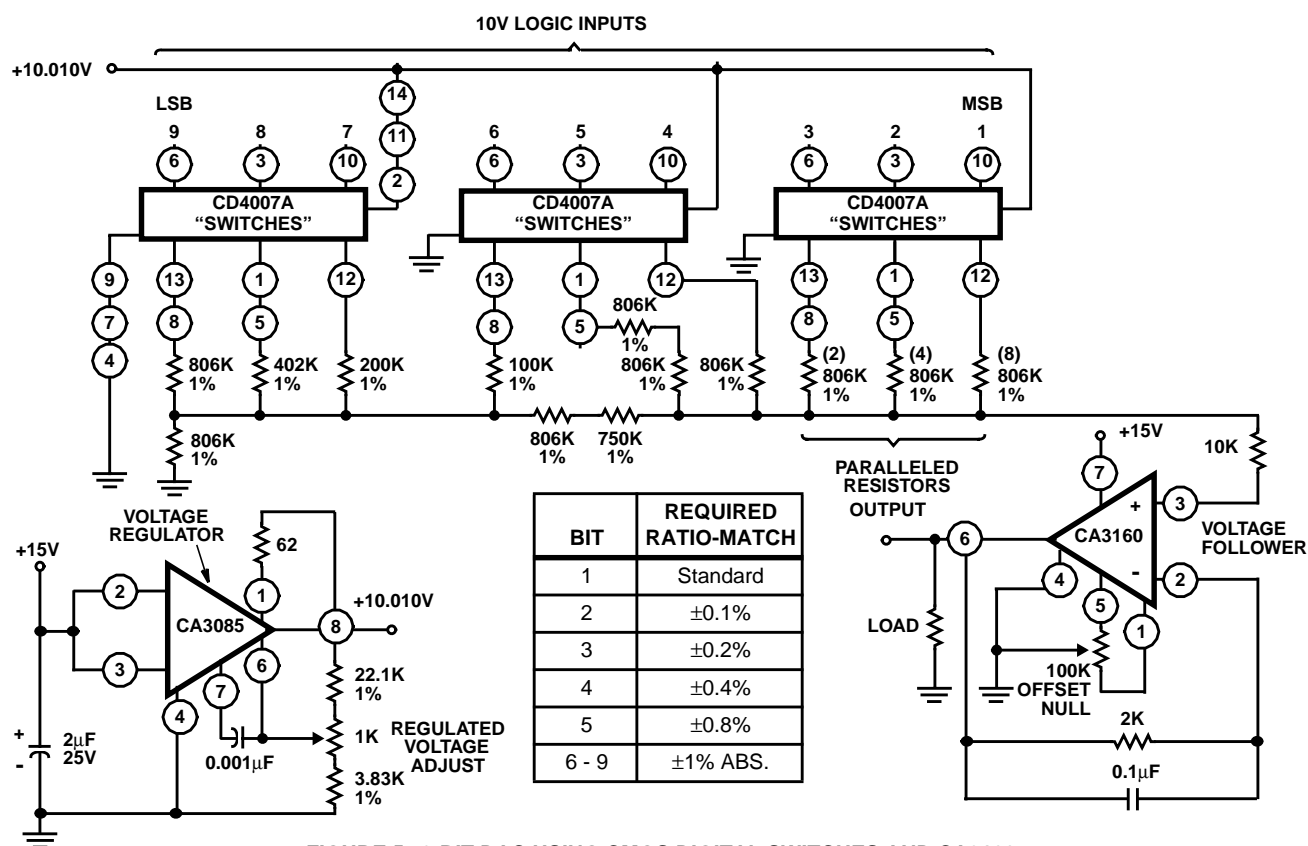 10V LOGIC INPUTS
+10.010V
LSB
MSB
9 8 7 6 5 4 3 2 1
14
11
2
6 3 10 6 3 10 6 3 10
CD4007A
“SWITCHES”
CD4007A
“SWITCHES”
CD4007A
“SWITCHES”
9
7
4
13 1 12
8 5
13 1 12
8 5
13 1 12
8 5
806K
1%
402K
1%
200K
1%
100K
1%
806K
1%
806K
1%
806K
1%
(2)
806K
1%
(4)
806K
1%
(8)
806K
1%
806K
1%
806K
1%
750K
1%
PARALLELED
RESISTORS
+15V
10K
OUTPUT
7
3
+
CA3160
-
VOLTAGE
FOLLOWER
6
4
5
2
1
LOAD
100K
OFFSET
NULL
2K
0.1µF
VOLTAGE
REGULATOR
+15V
62
2
3
CA3085
1
8
+10.010V
6
7
4
22.1K
1%
1K
REGULATED
VOLTAGE
ADJUST
3.83K
1%
0.001µF
+
-
2µF
25V
BIT REQUIRED RATIO-MATCH
1 Standard
2 ±0.1%
3 ±0.2%
4 ±0.4%
5 ±0.8%
6 - 9 ±1% ABS.